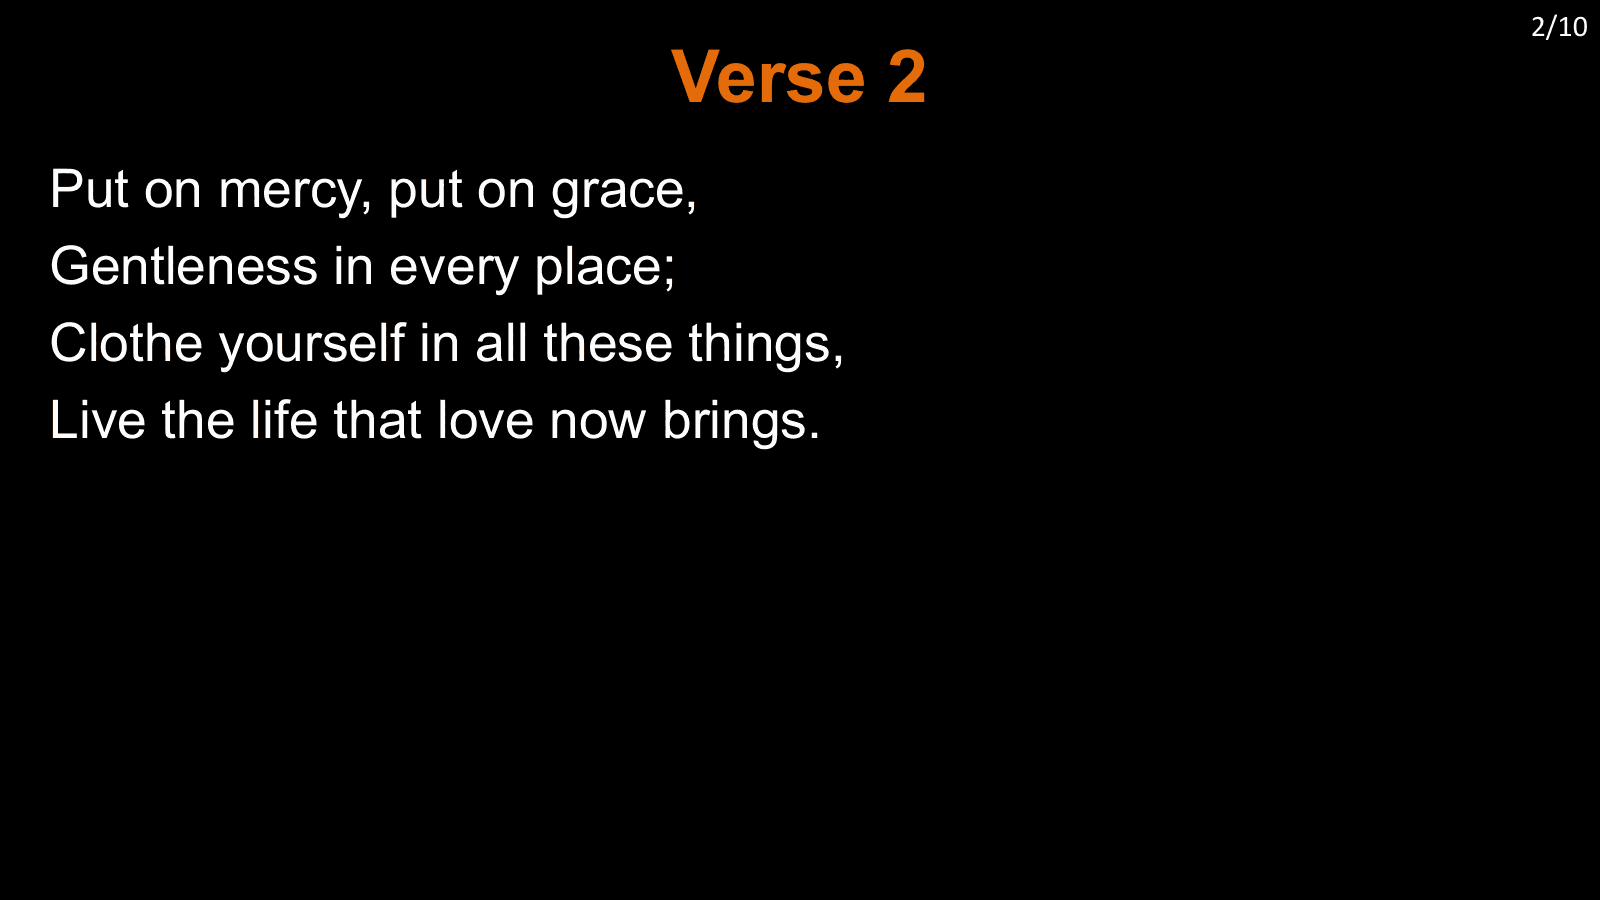 2/10
Verse 2
Put on mercy, put on grace,
Gentleness in every place;
Clothe yourself in all these things,
Live the life that love now brings.